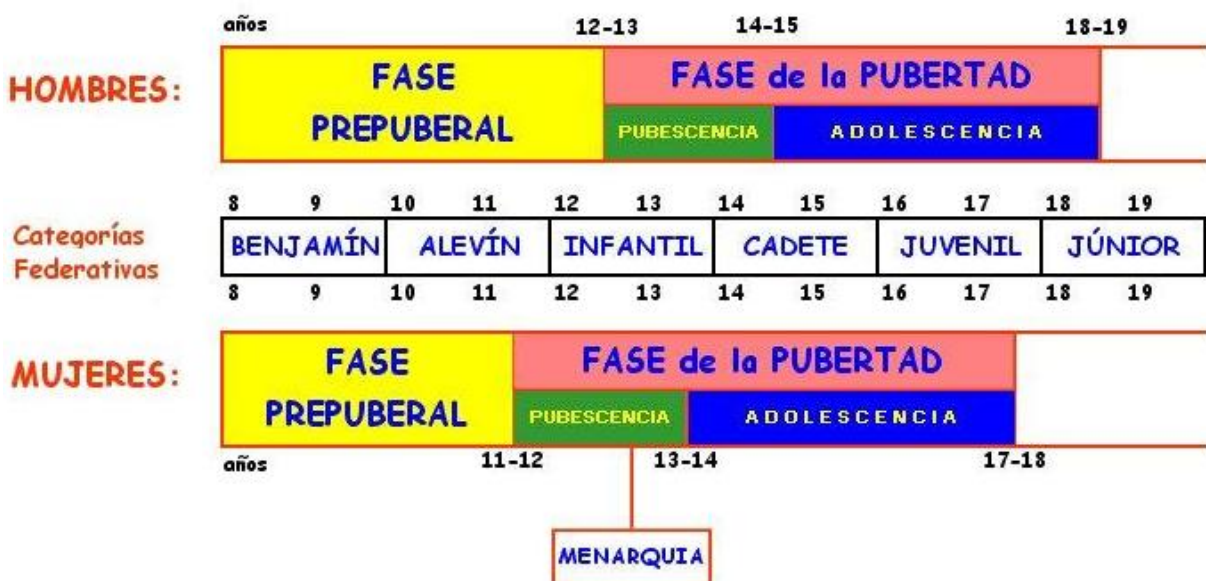 años 12-13 14-15 18-19
HOMBRES:
FASE
PREPUBERAL
FASE de la PUBERTAD
PUBESCENCIA
ADOLESCENCIA
8 9 10 11 12 13 14 15 16 17 18 19
Categorías
Federativas
BENJAMÍN ALEVÍN INFANTIL CADETE JUVENIL JÚNIOR
8 9 10 11 12 13 14 15 16 17 18 19
MUJERES:
FASE
PREPUBERAL
FASE de la PUBERTAD
PUBESCENCIA
ADOLESCENCIA
años 11-12 13-14 17-18
MENARQUIA